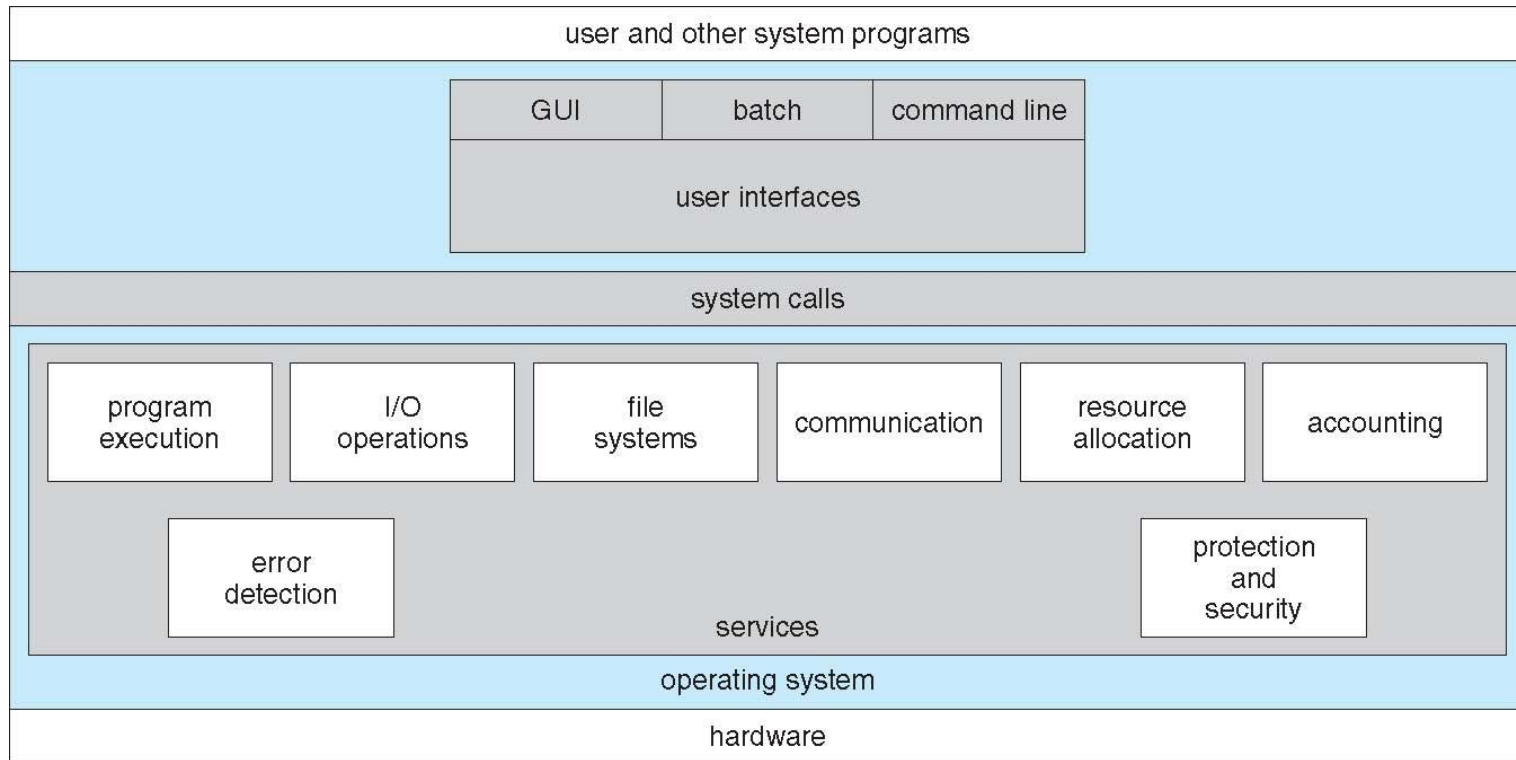 user and other system programs
GUI
batch
command line
user interfaces
system calls
program
execution
I/O
operations
file
systems
communication
resource
allocation
accounting
error
detection
protection
and
security
services
operating system
hardware